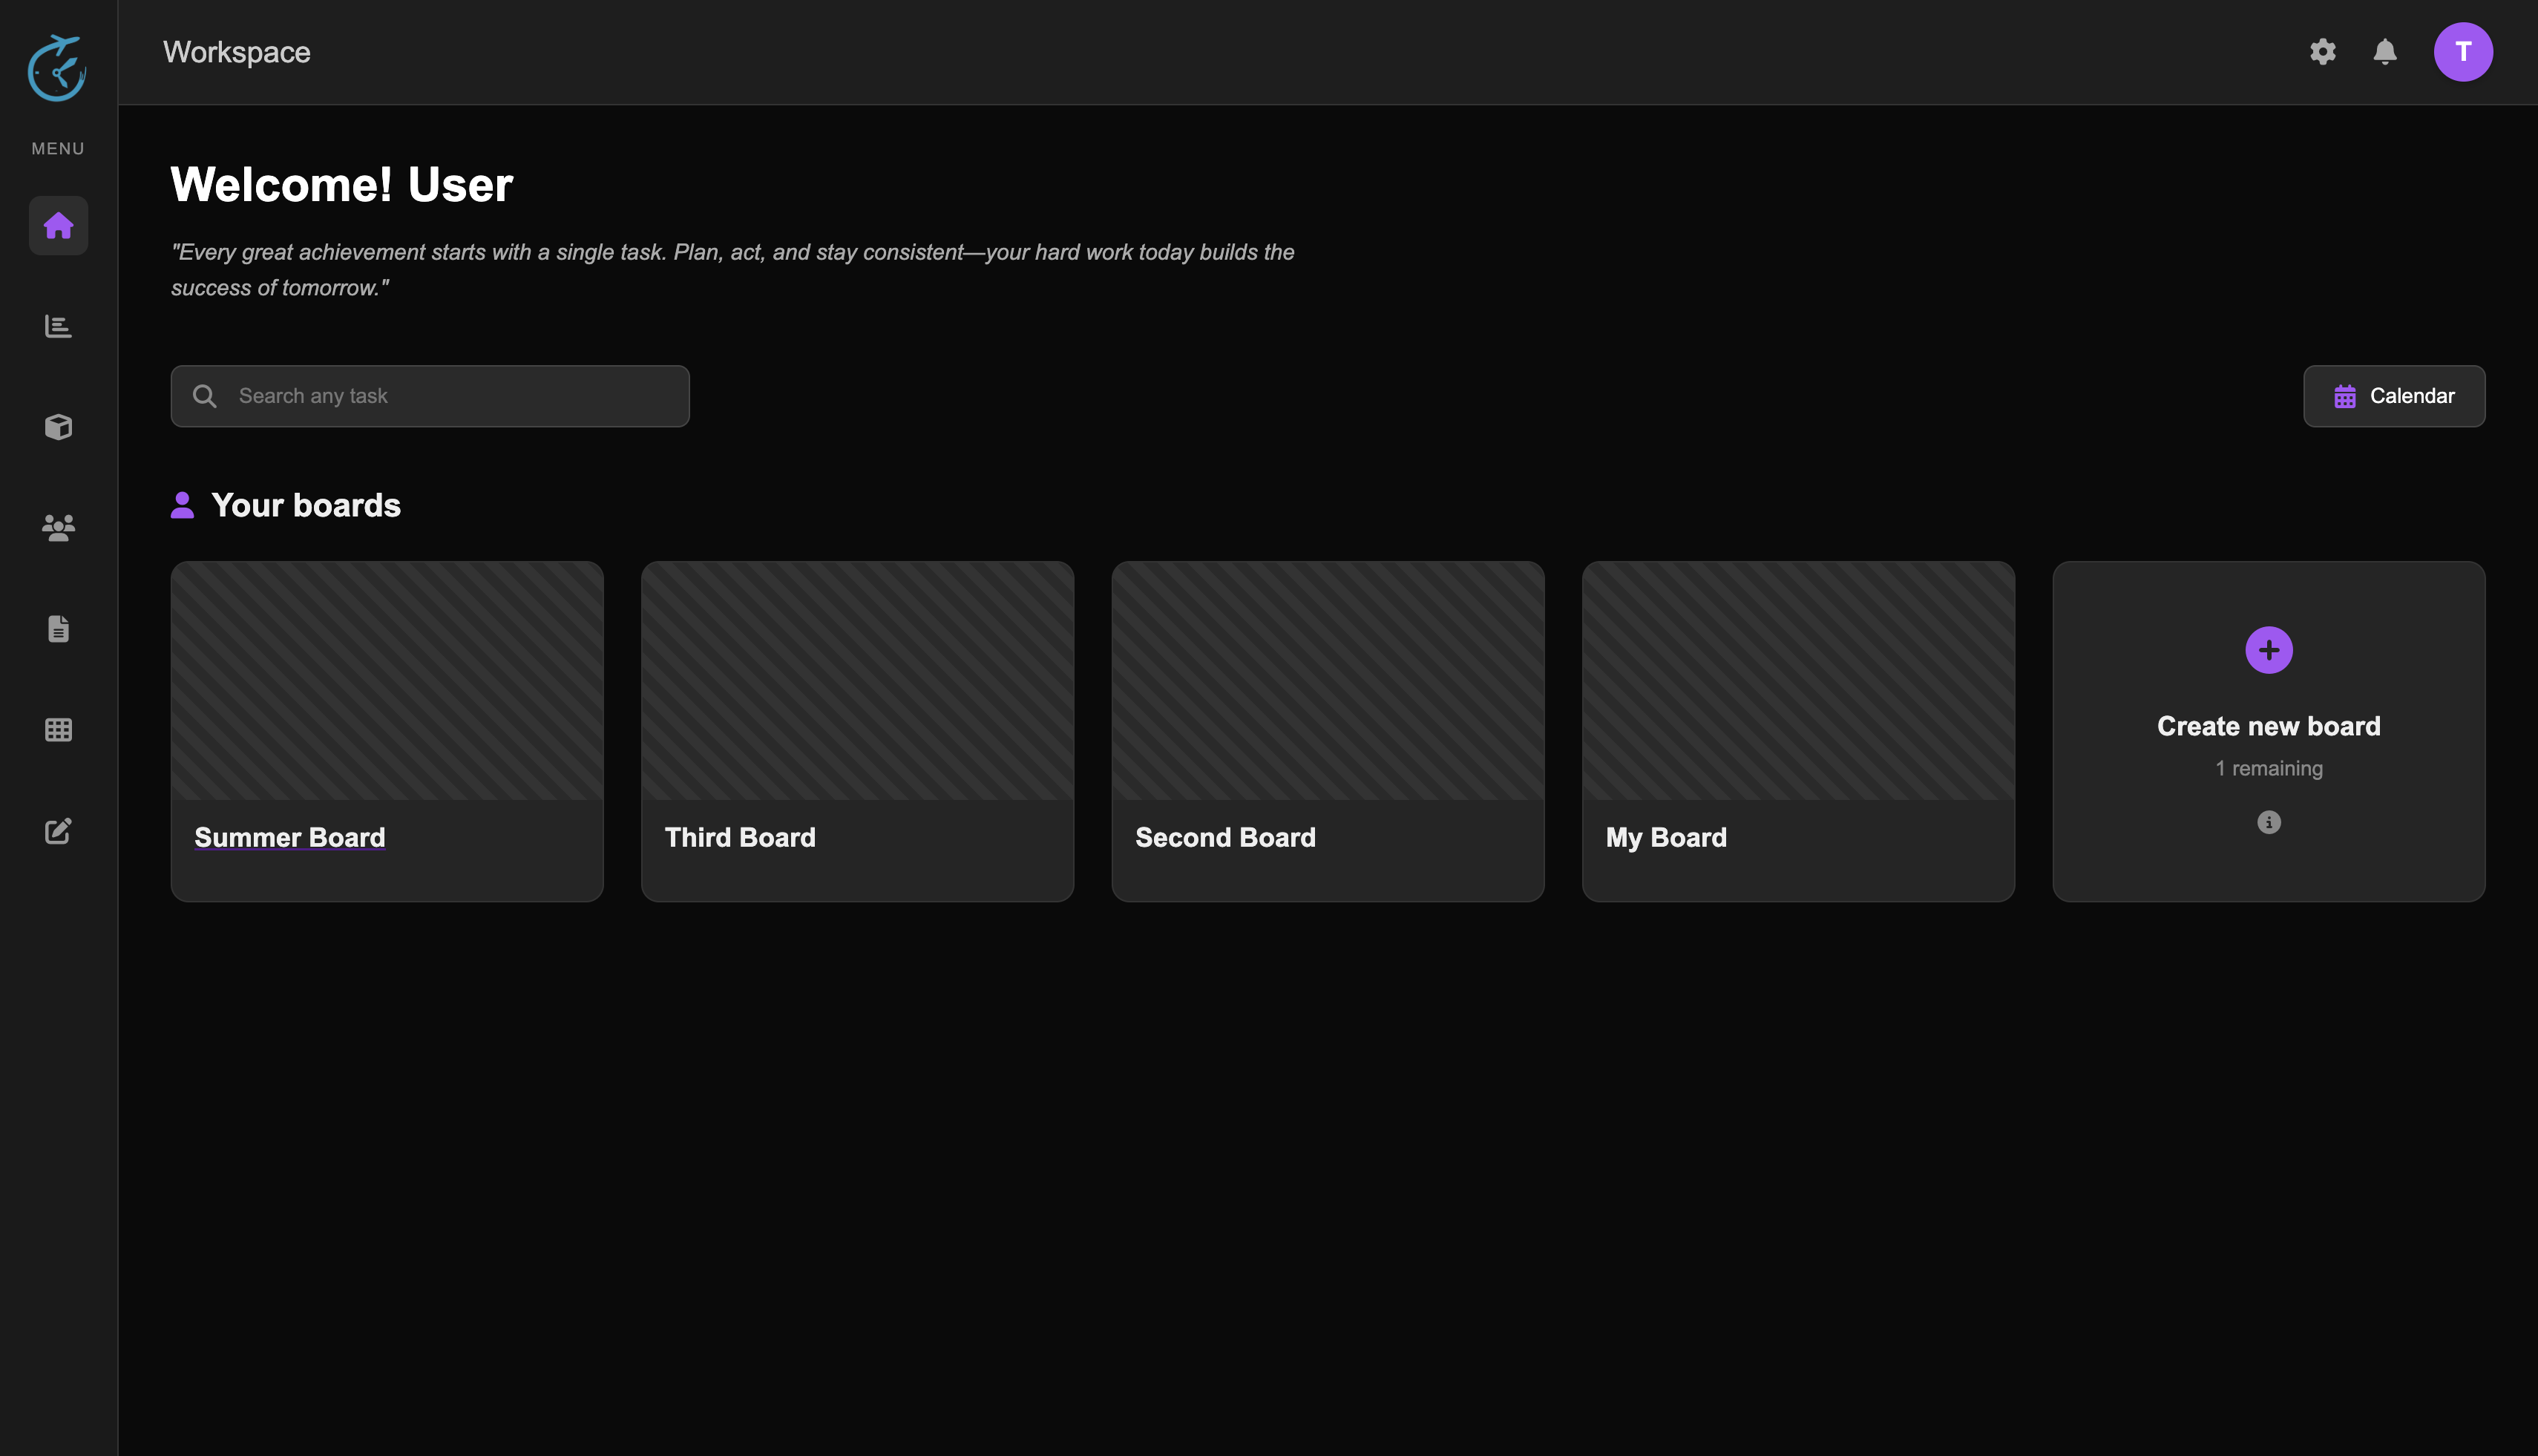 Workspace
T
MENU
Welcome! User
"Every great achievement starts with a single task. Plan, act, and stay consistent—your hard work today builds the
success of tomorrow."
Search any task
Calendar
Your boards
Summer Board
Third Board
Second Board
My Board
Create new board
1 remaining